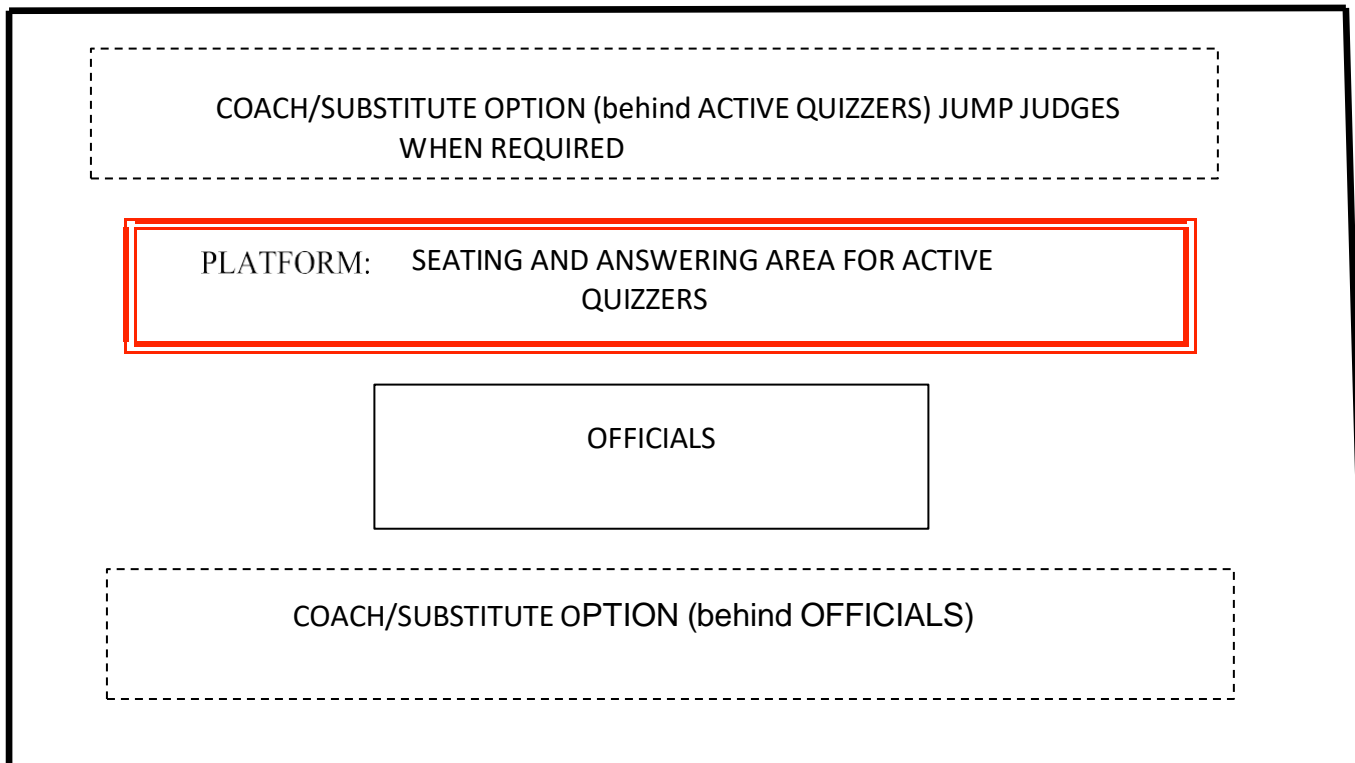 COACH/SUBSTITUTE OPTION (behind ACTIVE QUIZZERS) JUMP JUDGES
WHEN REQUIRED
PLATFORM: SEATING AND ANSWERING AREA FOR ACTIVE
QUIZZERS
OFFICIALS
COACH/SUBSTITUTE OPTION (behind OFFICIALS)